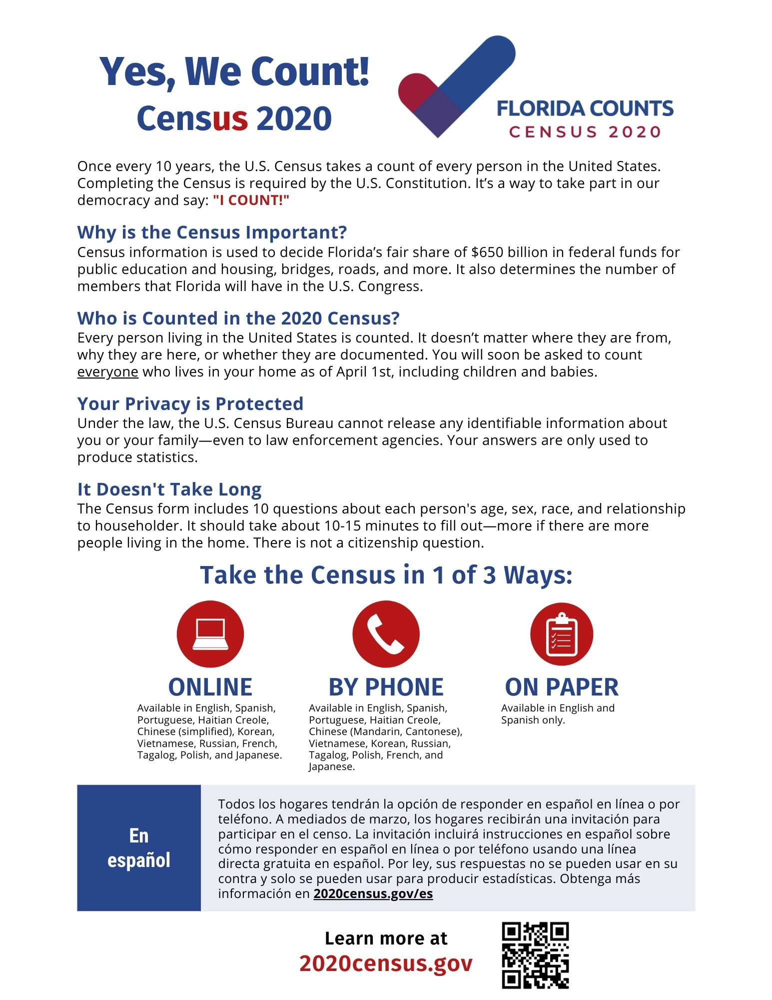 Yes, We Count!
Census 2020
FLORIDA COUNTS
CENSUS 2020
Once every 10 years, the U.S. Census takes a count of every person in the United States.
Completing the Census is required by the U.S. Constitution. It’s a way to take part in our
democracy and say: "I COUNT!"
Why is the Census Important?
Census information is used to decide Florida’s fair share of $650 billion in federal funds for
public education and housing, bridges, roads, and more. It also determines the number of
members that Florida will have in the U.S. Congress.
Who is Counted in the 2020 Census?
Every person living in the United States is counted. It doesn’t matter where they are from,
why they are here, or whether they are documented. You will soon be asked to count
everyone who lives in your home as of April 1st, including children and babies.
Your Privacy is Protected
Under the law, the U.S. Census Bureau cannot release any identifiable information about
you or your family—even to law enforcement agencies. Your answers are only used to
produce statistics.
It Doesn't Take Long
The Census form includes 10 questions about each person's age, sex, race, and relationship
to householder. It should take about 10-15 minutes to fill out—more if there are more
people living in the home. There is not a citizenship question.
Take the Census in 1 of 3 Ways:
ONLINE
Available in English, Spanish,
Portuguese, Haitian Creole,
Chinese (simplified), Korean,
Vietnamese, Russian, French,
Tagalog, Polish, and Japanese.
BY PHONE
Available in English, Spanish,
Portuguese, Haitian Creole,
Chinese (Mandarin, Cantonese),
Vietnamese, Korean, Russian,
Tagalog, Polish, French, and
Japanese.
ON PAPER
Available in English and
Spanish only.
En
español
Todos los hogares tendrán la opción de responder en español en línea o por
teléfono. A mediados de marzo, los hogares recibirán una invitación para
participar en el censo. La invitación incluirá instrucciones en español sobre
cómo responder en español en línea o por teléfono usando una línea
directa gratuita en español. Por ley, sus respuestas no se pueden usar en su
contra y solo se pueden usar para producir estadísticas. Obtenga más
información en 2020census.gov/es
Learn more at
2020census.gov